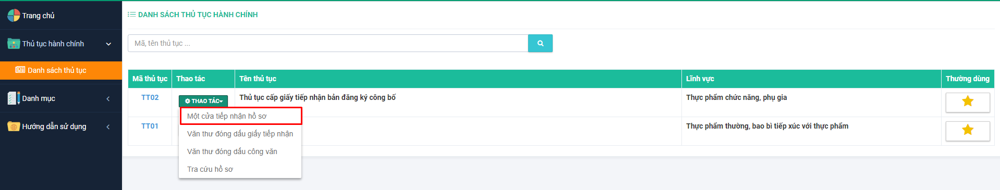 Trang chủ
Thủ tục hành chính
Danh sách thủ tục
Danh mục
Hướng dẫn sử dụng
DANH SÁCH THỦ TỤC HÀNH CHÍNH
Mã, tên thủ tục ...
Mã thủ tục Thao tác Tên thủ tục Lĩnh vực Thường dùng
TT02 THAO TÁC Thủ tục cấp giấy tiếp nhận bản đăng ký công bố Thực phẩm chức năng, phụ gia
Một cửa tiếp nhận hồ sơ
TT01 Thực phẩm thường, bao bì tiếp xúc với thực phẩm
Văn thư đóng dấu giấy tiếp nhận
Văn thư đóng dấu công văn
Tra cứu hồ sơ